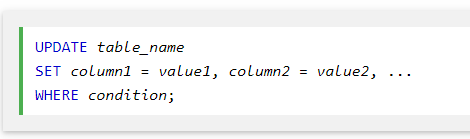 UPDATE table_name
SET column1 = value1, column2 = value2, ...
WHERE condition;